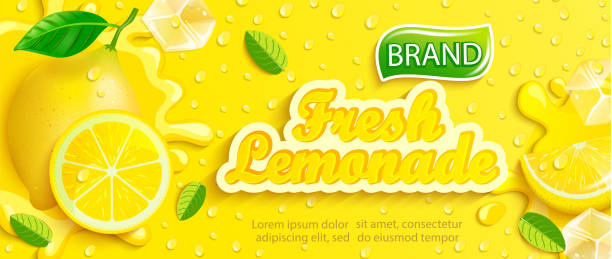 BRAND
Fresh
Lemonade
Lorem ipsum dolor sit amet, consectetur
adipiscing elit, sed do eiusmod tempor